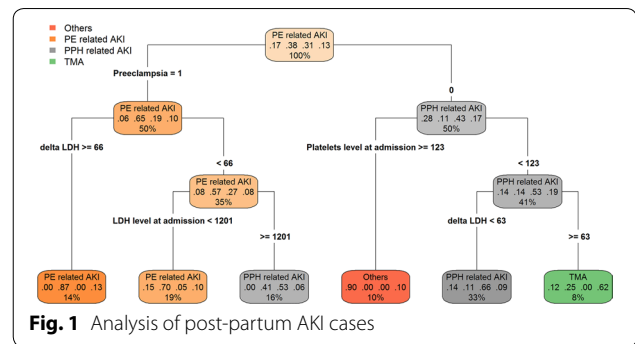 Others
PE related AKI
PPH related AKI
TMA
PE related AKI
.17 .38 .31 .13
100%
Preeclampsia = 1
0
PE related AKI
.06 .65 .19 .10
50%
PPH related AKI
.28 .11 .43 .17
50%
delta LDH >= 66
Platelets level at admission >= 123
< 66
< 123
PE related AKI
.08 .57 .27 .08
35%
PPH related AKI
.14 .14 .53 .19
41%
LDH level at admission < 1201
delta LDH < 63
>= 1201
>= 63
PE related AKI
.00 .87 .00 .13
14%
PE related AKI
.15 .70 .05 .10
19%
PPH related AKI
.00 .41 .53 .06
16%
Others
.90 .00 .00 .10
10%
PPH related AKI
.14 .11 .66 .09
33%
TMA
.12 .25 .00 .62
8%
Fig. 1 Analysis of post-partum AKI cases